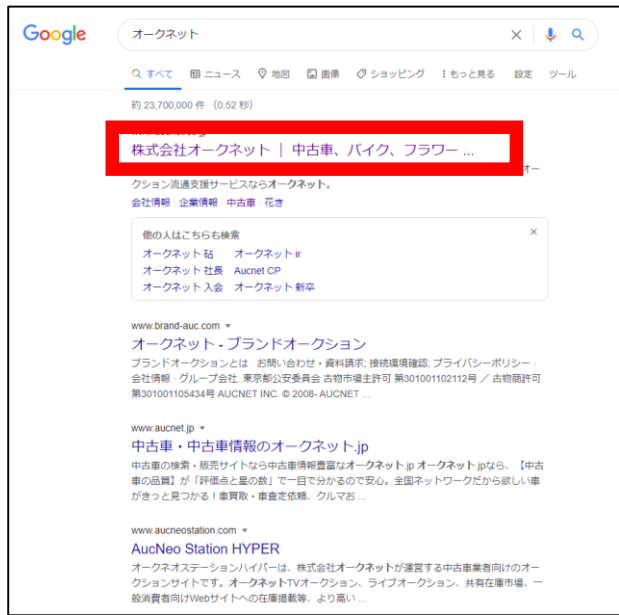 Google
オークネット
すべて ニュース 地図 画像 ショッピング もっと見る 設定 ツール
約 23,700,000 件 （0.52 秒）
株式会社オークネット ｜ 中古車、バイク、フラワー ...
オー
クション流通支援サービスならオークネット。
会社情報 · 企業情報 · 中古車 · 花き
他の人はこちらも検索
オークネット 砧 オークネット ir
オークネット 社長 Aucnet CP
オークネット 入会 オークネット 新卒
www.brand-auc.com
オークネット - ブランドオークション
ブランドオークションとは · お問い合わせ・資料請求; 接続環境確認; プライバシーポリシー ·
会社情報 · グループ会社. 東京都公安委員会 古物市場主許可 第301001102112号 ／ 古物商許可
第301001105434号 AUCNET INC. © 2008- AUCNET ...
www.aucnet.jp
中古車・中古車情報のオークネット.jp
中古車の検索・販売サイトなら中古車情報豊富なオークネット.jp オークネット.jpなら、【中古
車の品質】が「評価点と星の数」で一目で分かるので安心。全国ネットワークだから欲しい車
がきっと見つかる！車買取・車査定依頼、クルマお ...
www.aucneostation.com
AucNeo Station HYPER
オークネオステーションハイパーは、株式会社オークネットが運営する中古車業者向けのオー
クションサイトです。オークネットTVオークション、ライブオークション、共有在庫市場、一
般消費者向けWebサイトへの在庫掲載等、より高い ...